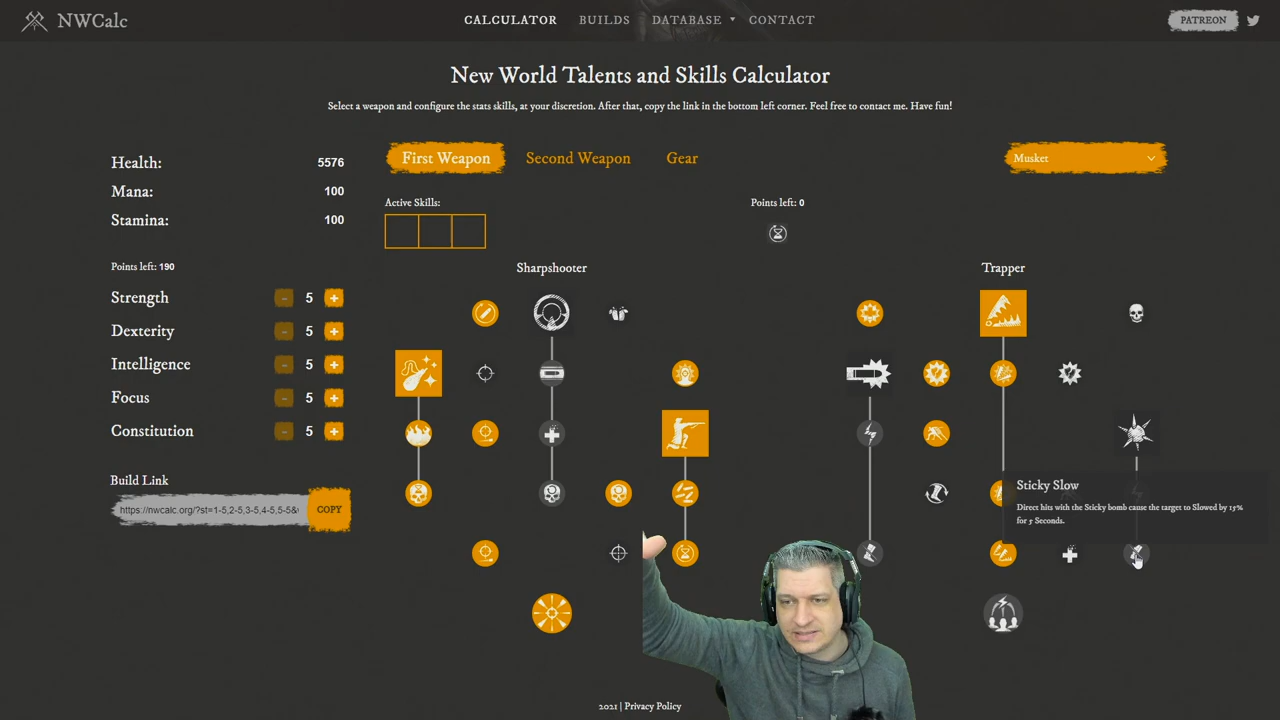 NWCalc
CALCULATOR
BUILDS
DATABASE
CONTACT
PATREON
New World Talents and Skills Calculator
Select a weapon and configure the stats skills, at your discretion. After that, copy the link in the bottom left corner. Feel free to contact me. Have fun!
Health: 5576
Mana: 100
Stamina: 100
Points left: 190
Strength - 5 +
Dexterity - 5 +
Intelligence - 5 +
Focus - 5 +
Constitution - 5 +
Build Link
https://nwcalc.org/?st=1-5,2-5,3-5,4-5,5-5&
COPY
First Weapon
Second Weapon
Gear
Musket
Active Skills:
Points left: 0
Sharpshooter
Trapper
Sticky Slow
Direct hits with the Sticky bomb cause the target to Slowed by 15%
for 5 Seconds.
2021 | Privacy Policy